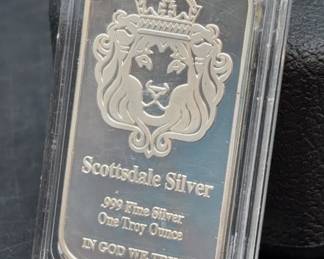 Scottsdale Silver
.999 Fine Silver
One Troy Ounce
IN GOD WE